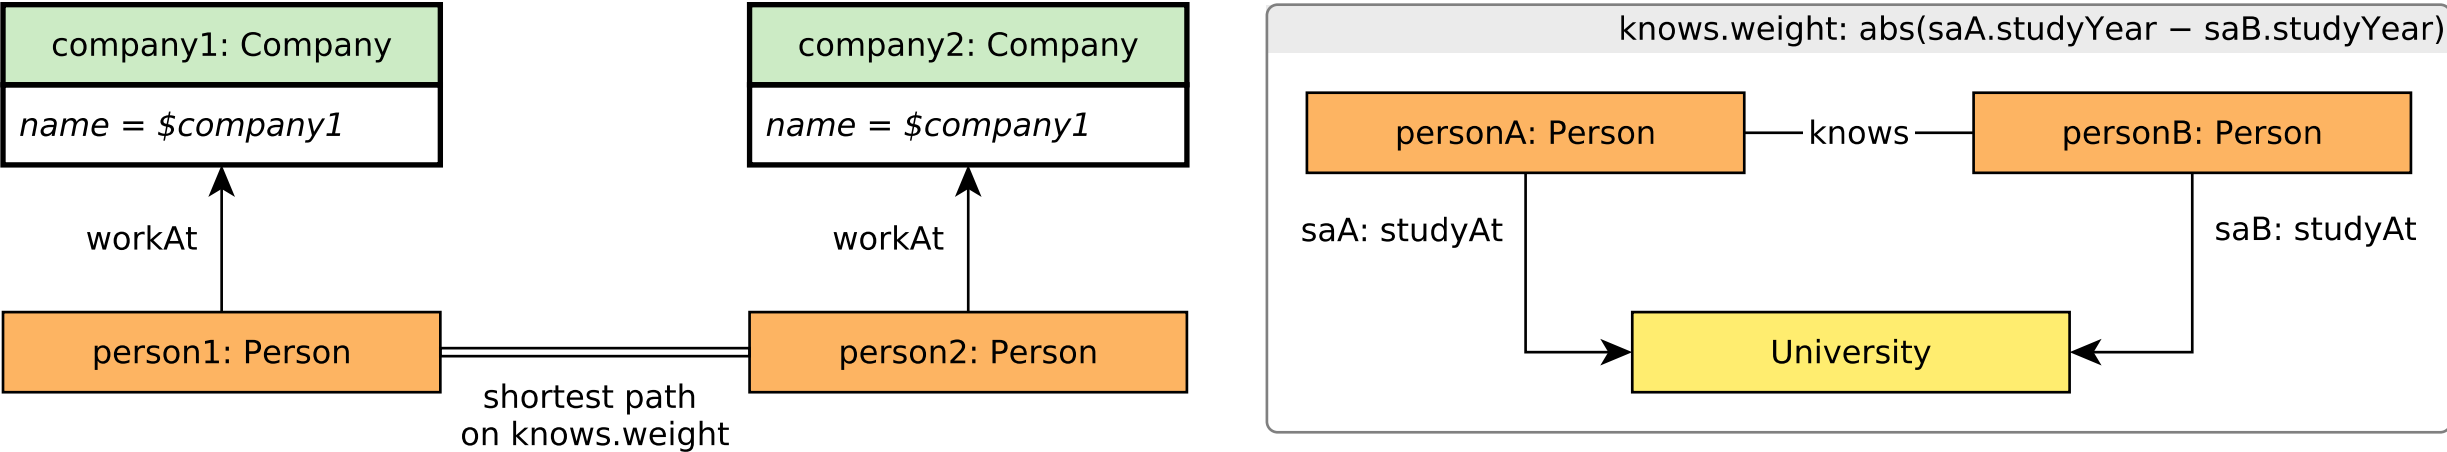 company1: Company
name = $company1
workAt
person1: Person
shortest path
on knows.weight
company2: Company
name = $company1
workAt
person2: Person
knows.weight: abs(saA.studyYear − saB.studyYear)
personA: Person
knows
personB: Person
saA: studyAt
saB: studyAt
University